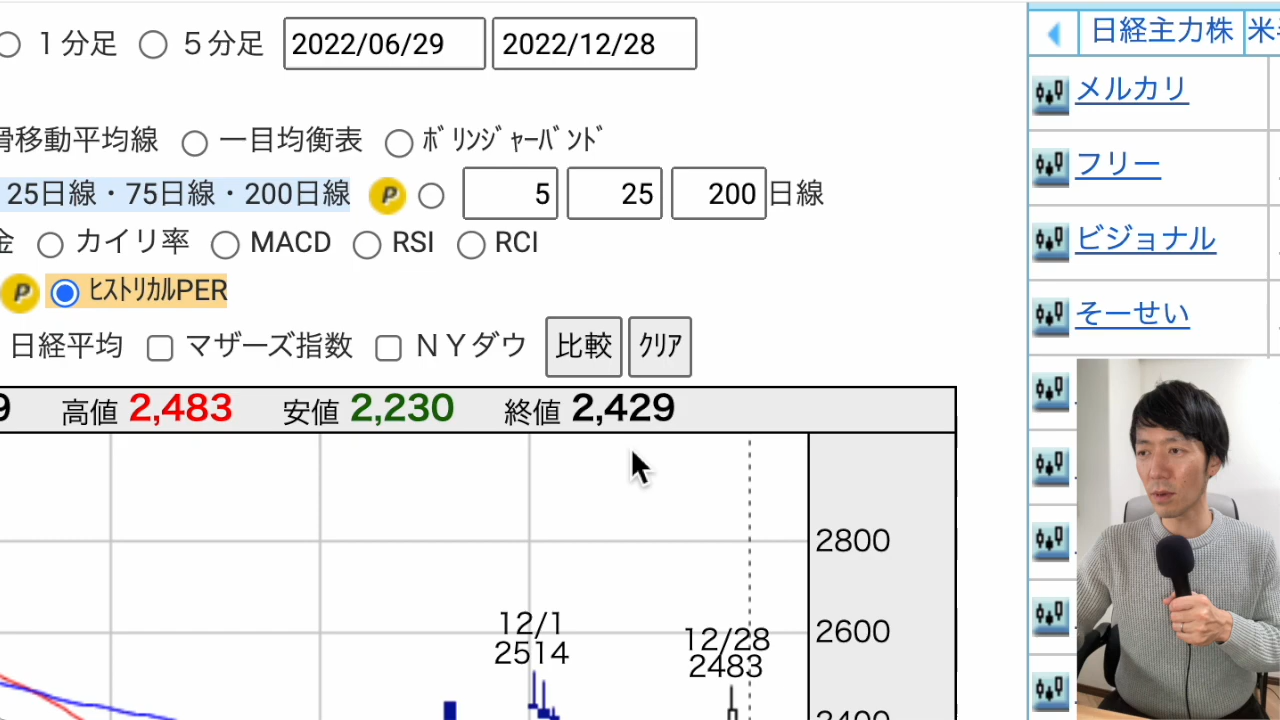 １分足 ５分足 2022/06/29 2022/12/28
移動平均線 一目均衡表 ﾎﾞﾘﾝｼﾞｬｰﾊﾞﾝﾄﾞ
25日線・75日線・200日線 P 5 25 200 日線
金 カイリ率 MACD RSI RCI
P ﾋｽﾄﾘｶﾙPER
日経平均 マザーズ指数 ＮＹダウ 比較 ｸﾘｱ
9 高値 2,483 安値 2,230 終値 2,429
2800
12/1
2514
12/28
2483
2600
2400
日経主力株 米
メルカリ
フリー
ビジョナル
そーせい